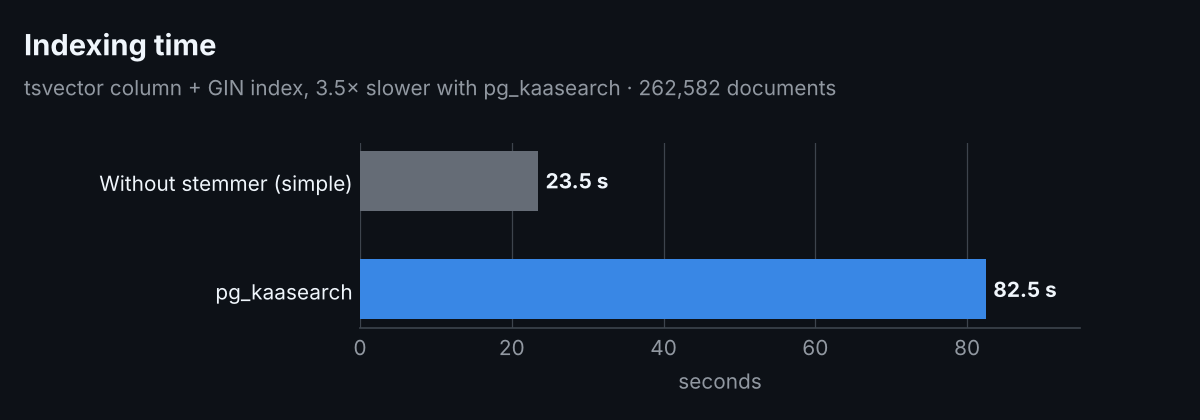 Indexing time
tsvector column + GIN index, 3.5× slower with pg_kaasearch · 262,582 documents
Without stemmer (simple)
23.5 s
pg_kaasearch
82.5 s
0 20 40 60 80
seconds